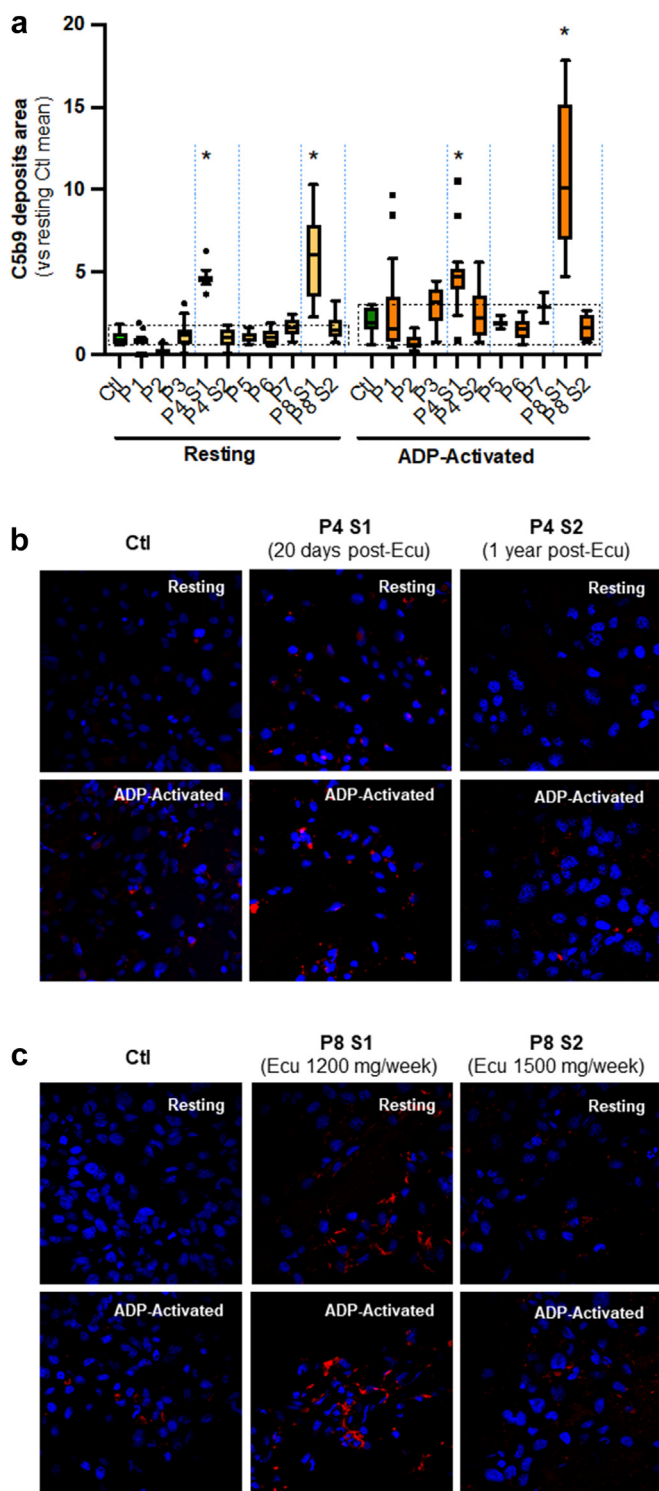 a
C5b9 deposits area
(vs resting Ctl mean)
20
15
10
5
0
*
*
*
*
Ctl
P1
P2
P3
P4 S1
P4 S2
P5
P6
P7
P8 S1
P8 S2
Ctl
P1
P2
P3
P4 S1
P4 S2
P5
P6
P7
P8 S1
P8 S2
Resting
ADP-Activated
b
Ctl
P4 S1
(20 days post-Ecu)
P4 S2
(1 year post-Ecu)
Resting
Resting
Resting
ADP-Activated
ADP-Activated
ADP-Activated
c
Ctl
P8 S1
(Ecu 1200 mg/week)
P8 S2
(Ecu 1500 mg/week)
Resting
Resting
Resting
ADP-Activated
ADP-Activated
ADP-Activated